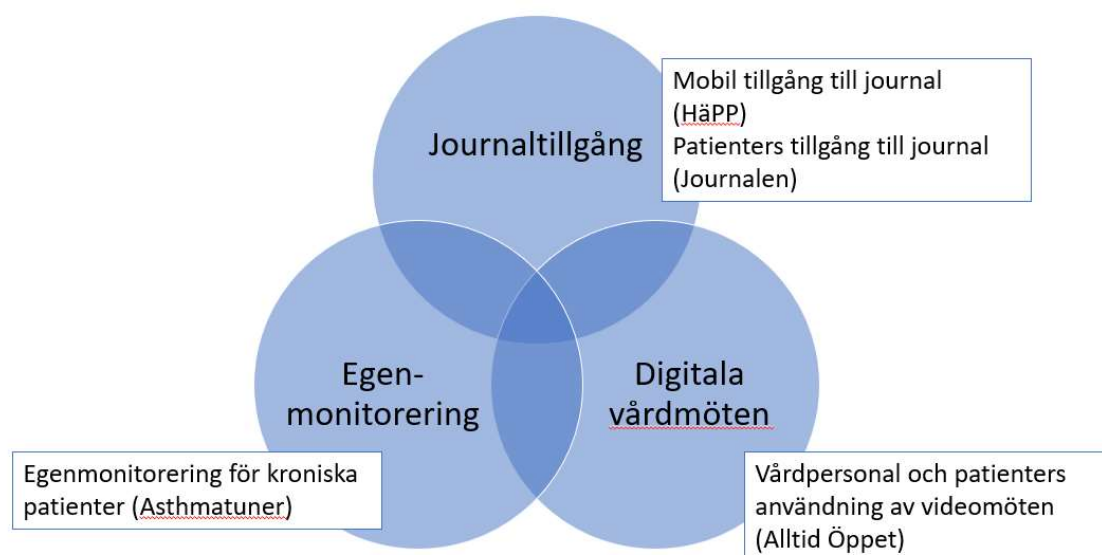 Journaltillgång
Mobil tillgång till journal
(HäPP)
Patienters tillgång till journal
(Journalen)
Egen-
monitorering
Digitala
vårdmöten
Egenmonitorering för kroniska
patienter (Asthmatuner)
Vårdpersonal och patienters
användning av videomöten
(Alltid Öppet)